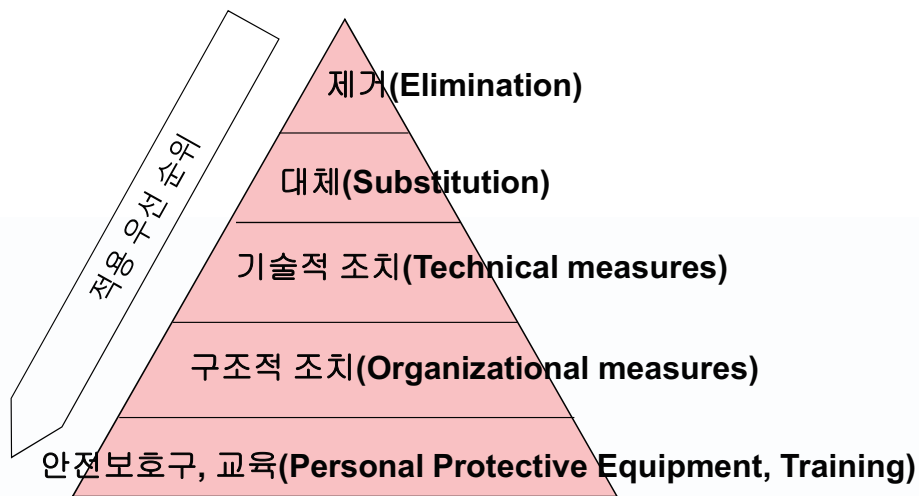 적용 우선 순위
제거(Elimination)
대체(Substitution)
기술적 조치(Technical measures)
구조적 조치(Organizational measures)
안전보호구, 교육(Personal Protective Equipment, Training)